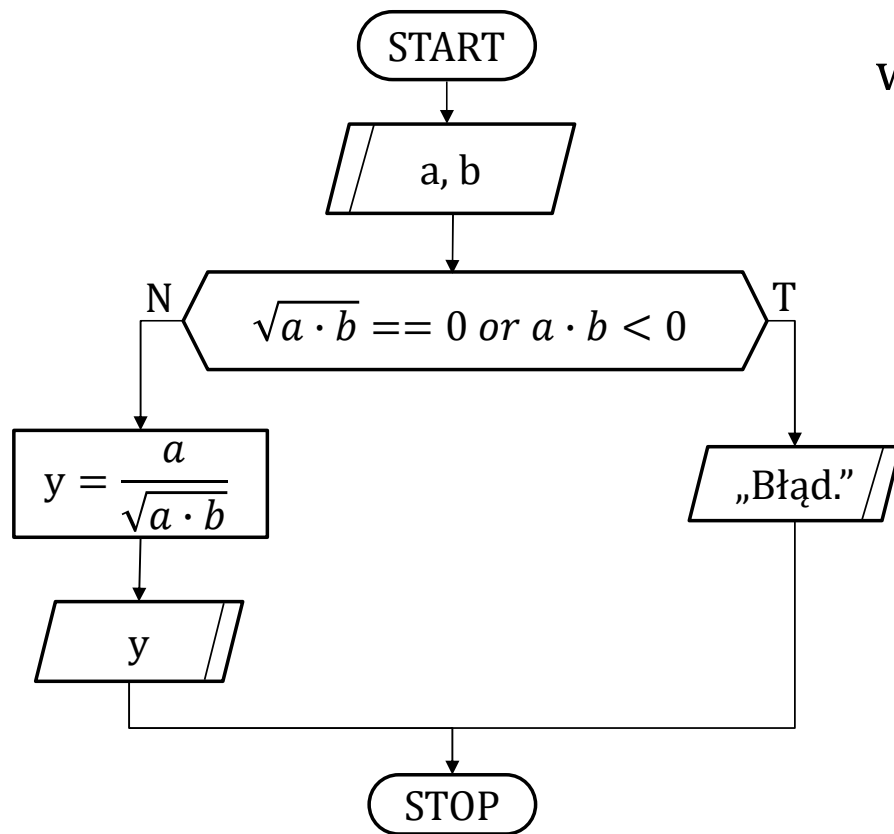 START
a, b
N
T
√(a · b) == 0 or a · b < 0
y = a / √(a · b)
„Błąd.”
y
STOP